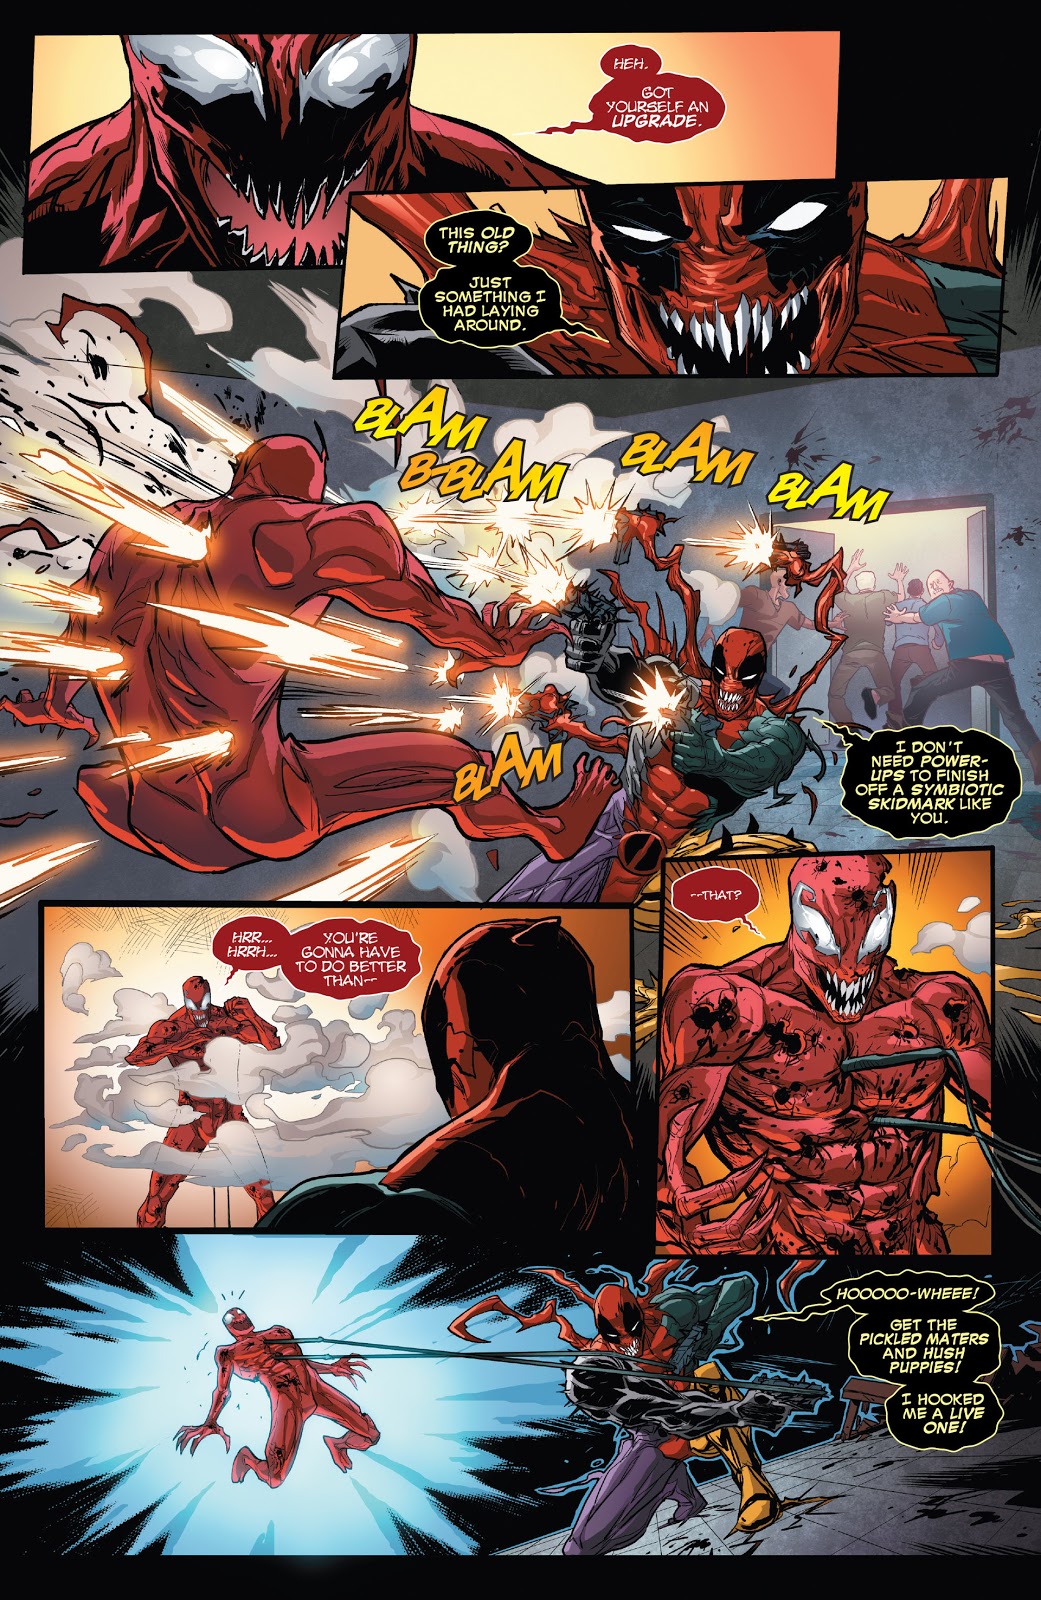 HEH.
GOT
YOURSELF AN
UPGRADE.
THIS OLD
THING?
JUST
SOMETHING I
HAD LAYING
AROUND.
BLAM
B-BLAM
BLAM
BLAM
BLAM
I DON'T
NEED POWER-
UPS TO FINISH
OFF A SYMBIOTIC
SKIDMARK LIKE
YOU.
HRR...
HRRH...
YOU'RE
GONNA HAVE
TO DO BETTER
THAN--
--THAT?
HOOOOO-WHEEE!
GET THE
PICKLED MATERS
AND HUSH
PUPPIES!
I HOOKED
ME A LIVE
ONE!